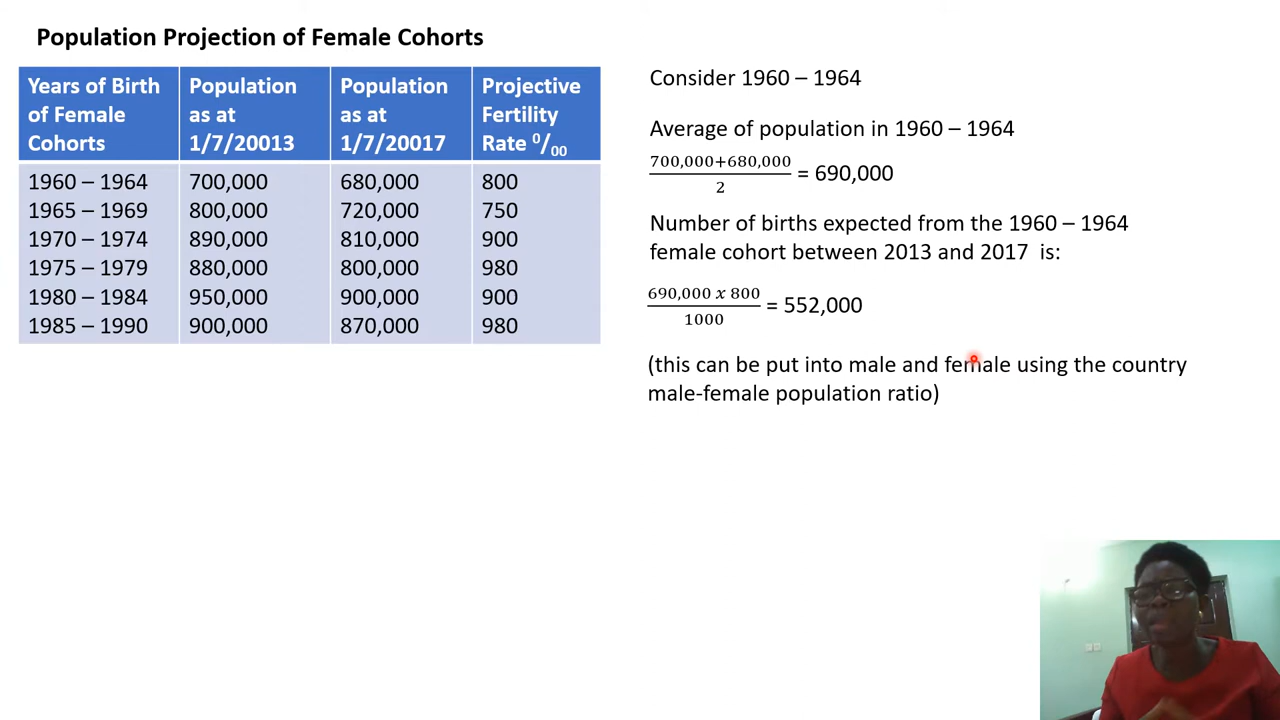 Population Projection of Female Cohorts
Years of Birth of Female Cohorts | Population as at 1/7/20013 | Population as at 1/7/20017 | Projective Fertility Rate ⁰/₀₀
1960 – 1964 700,000 680,000 800
1965 – 1969 800,000 720,000 750
1970 – 1974 890,000 810,000 900
1975 – 1979 880,000 800,000 980
1980 – 1984 950,000 900,000 900
1985 – 1990 900,000 870,000 980
Consider 1960 – 1964
Average of population in 1960 – 1964
700,000+680,000
2
= 690,000
Number of births expected from the 1960 – 1964
female cohort between 2013 and 2017 is:
690,000 x 800
1000
= 552,000
(this can be put into male and female using the country
male-female population ratio)